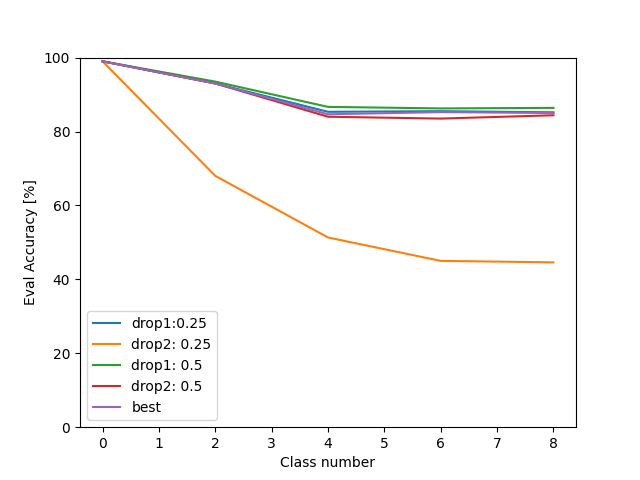 100
80
60
40
20
0
Eval Accuracy [%]
drop1:0.25
drop2: 0.25
drop1: 0.5
drop2: 0.5
best
0 1 2 3 4 5 6 7 8
Class number